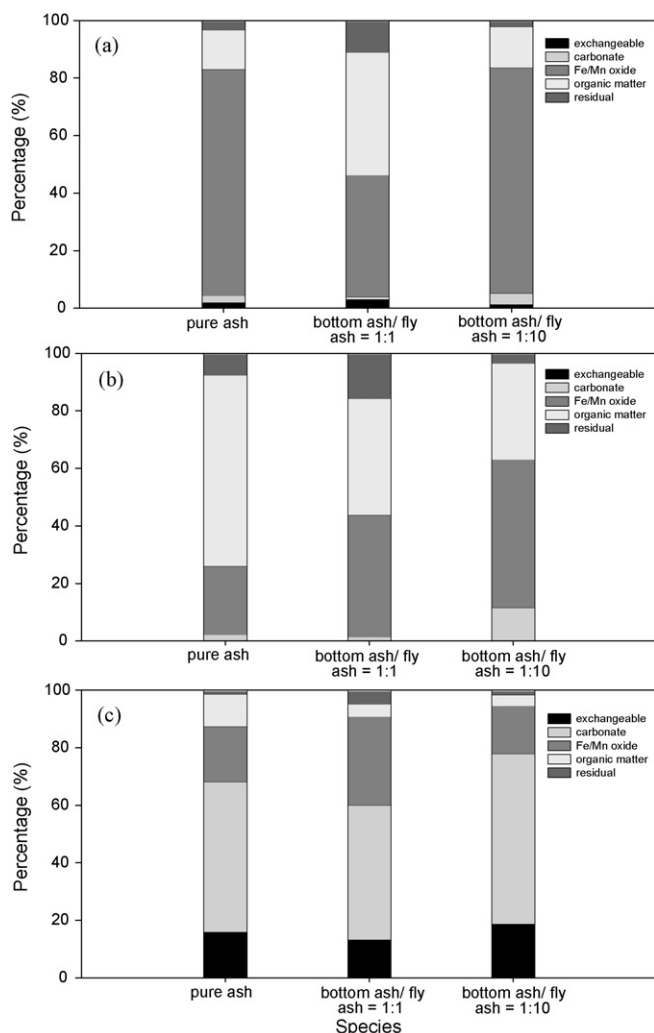 (a)
Percentage (%)
100
80
60
40
20
0
exchangeable
carbonate
Fe/Mn oxide
organic matter
residual
pure ash
bottom ash/ fly
ash = 1:1
bottom ash/ fly
ash = 1:10
(b)
Percentage (%)
100
80
60
40
20
0
exchangeable
carbonate
Fe/Mn oxide
organic matter
residual
pure ash
bottom ash/ fly
ash = 1:1
bottom ash/ fly
ash = 1:10
(c)
Percentage (%)
100
80
60
40
20
0
exchangeable
carbonate
Fe/Mn oxide
organic matter
residual
pure ash
bottom ash/ fly
ash = 1:1
bottom ash/ fly
ash = 1:10
Species